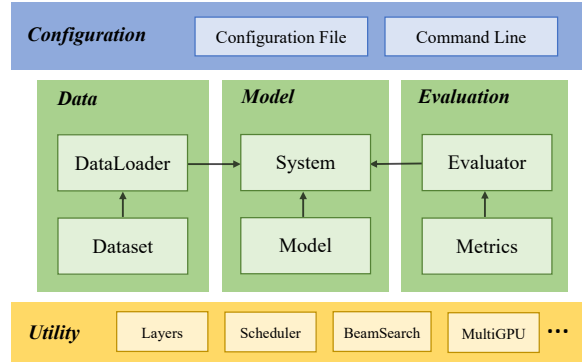 Configuration
Configuration File
Command Line
Data
Model
Evaluation
DataLoader
System
Evaluator
Dataset
Model
Metrics
Utility
Layers
Scheduler
BeamSearch
MultiGPU
...